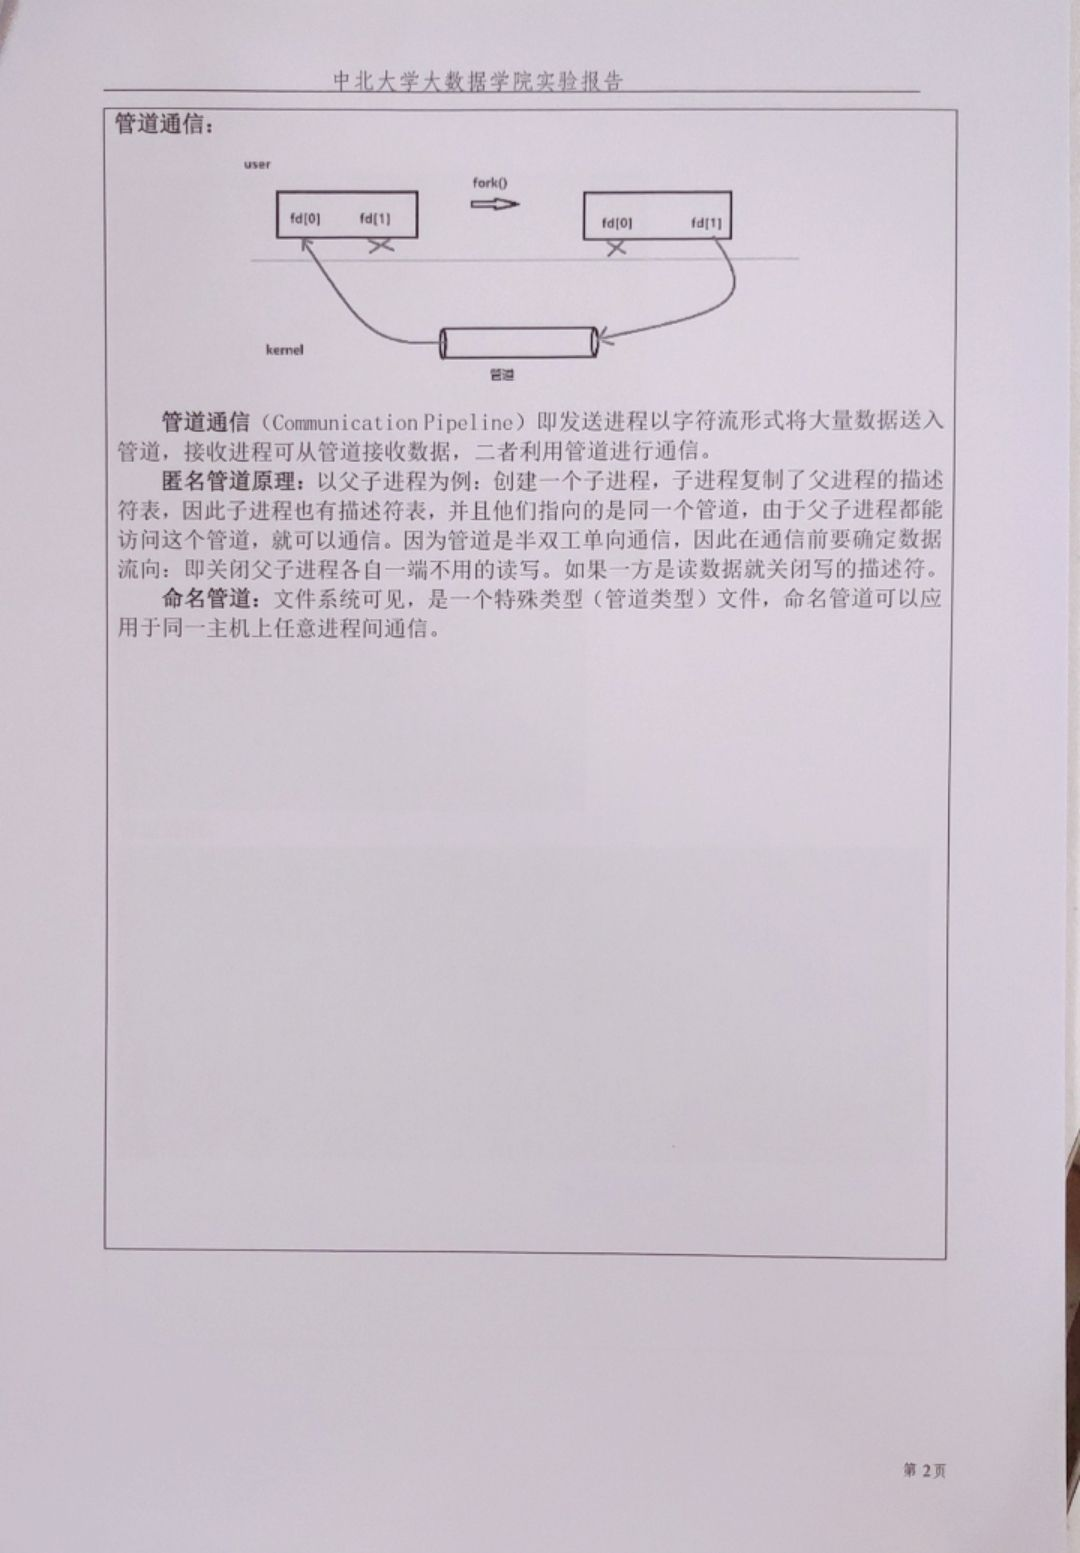 中北大学大数据学院实验报告
管道通信：
user
fork()
fd[0] fd[1]
fd[0] fd[1]
kernel
管道
管道通信（Communication Pipeline）即发送进程以字符流形式将大量数据送入
管道，接收进程可从管道接收数据，二者利用管道进行通信。
匿名管道原理：以父子进程为例：创建一个子进程，子进程复制了父进程的描述
符表，因此子进程也有描述符表，并且他们指向的是同一个管道，由于父子进程都能
访问这个管道，就可以通信。因为管道是半双工单向通信，因此在通信前要确定数据
流向：即关闭父子进程各自一端不用的读写。如果一方是读数据就关闭写的描述符。
命名管道：文件系统可见，是一个特殊类型（管道类型）文件，命名管道可以应
用于同一主机上任意进程间通信。
第 2页